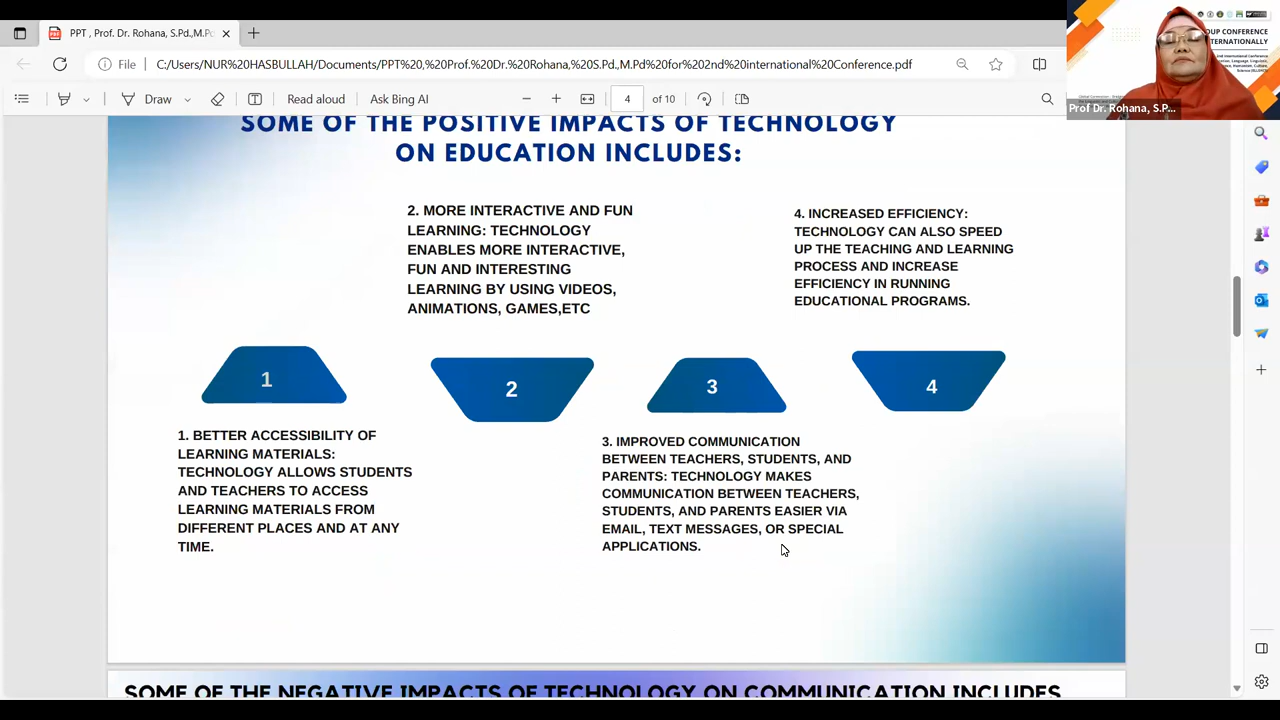 PPT , Prof. Dr. Rohana, S.Pd.,M.Pd
File
C:/Users/NUR%20HASBULLAH/Documents/PPT%20,%20Prof.%20Dr.%20Rohana,%20S.Pd.,M.Pd%20for%202nd%20International%20Conference.pdf
Draw
Read aloud
Ask Bing AI
4
of 10
OUP CONFERENCE
NTERNATIONALLY
Prof Dr. Rohana, S.P...
SOME OF THE POSITIVE IMPACTS OF TECHNOLOGY
ON EDUCATION INCLUDES:
2. MORE INTERACTIVE AND FUN
LEARNING: TECHNOLOGY
ENABLES MORE INTERACTIVE,
FUN AND INTERESTING
LEARNING BY USING VIDEOS,
ANIMATIONS, GAMES,ETC
4. INCREASED EFFICIENCY:
TECHNOLOGY CAN ALSO SPEED
UP THE TEACHING AND LEARNING
PROCESS AND INCREASE
EFFICIENCY IN RUNNING
EDUCATIONAL PROGRAMS.
1
2
3
4
1. BETTER ACCESSIBILITY OF
LEARNING MATERIALS:
TECHNOLOGY ALLOWS STUDENTS
AND TEACHERS TO ACCESS
LEARNING MATERIALS FROM
DIFFERENT PLACES AND AT ANY
TIME.
3. IMPROVED COMMUNICATION
BETWEEN TEACHERS, STUDENTS, AND
PARENTS: TECHNOLOGY MAKES
COMMUNICATION BETWEEN TEACHERS,
STUDENTS, AND PARENTS EASIER VIA
EMAIL, TEXT MESSAGES, OR SPECIAL
APPLICATIONS.
SOME OF THE NEGATIVE IMPACTS OF TECHNOLOGY ON COMMUNICATION INCLUDES